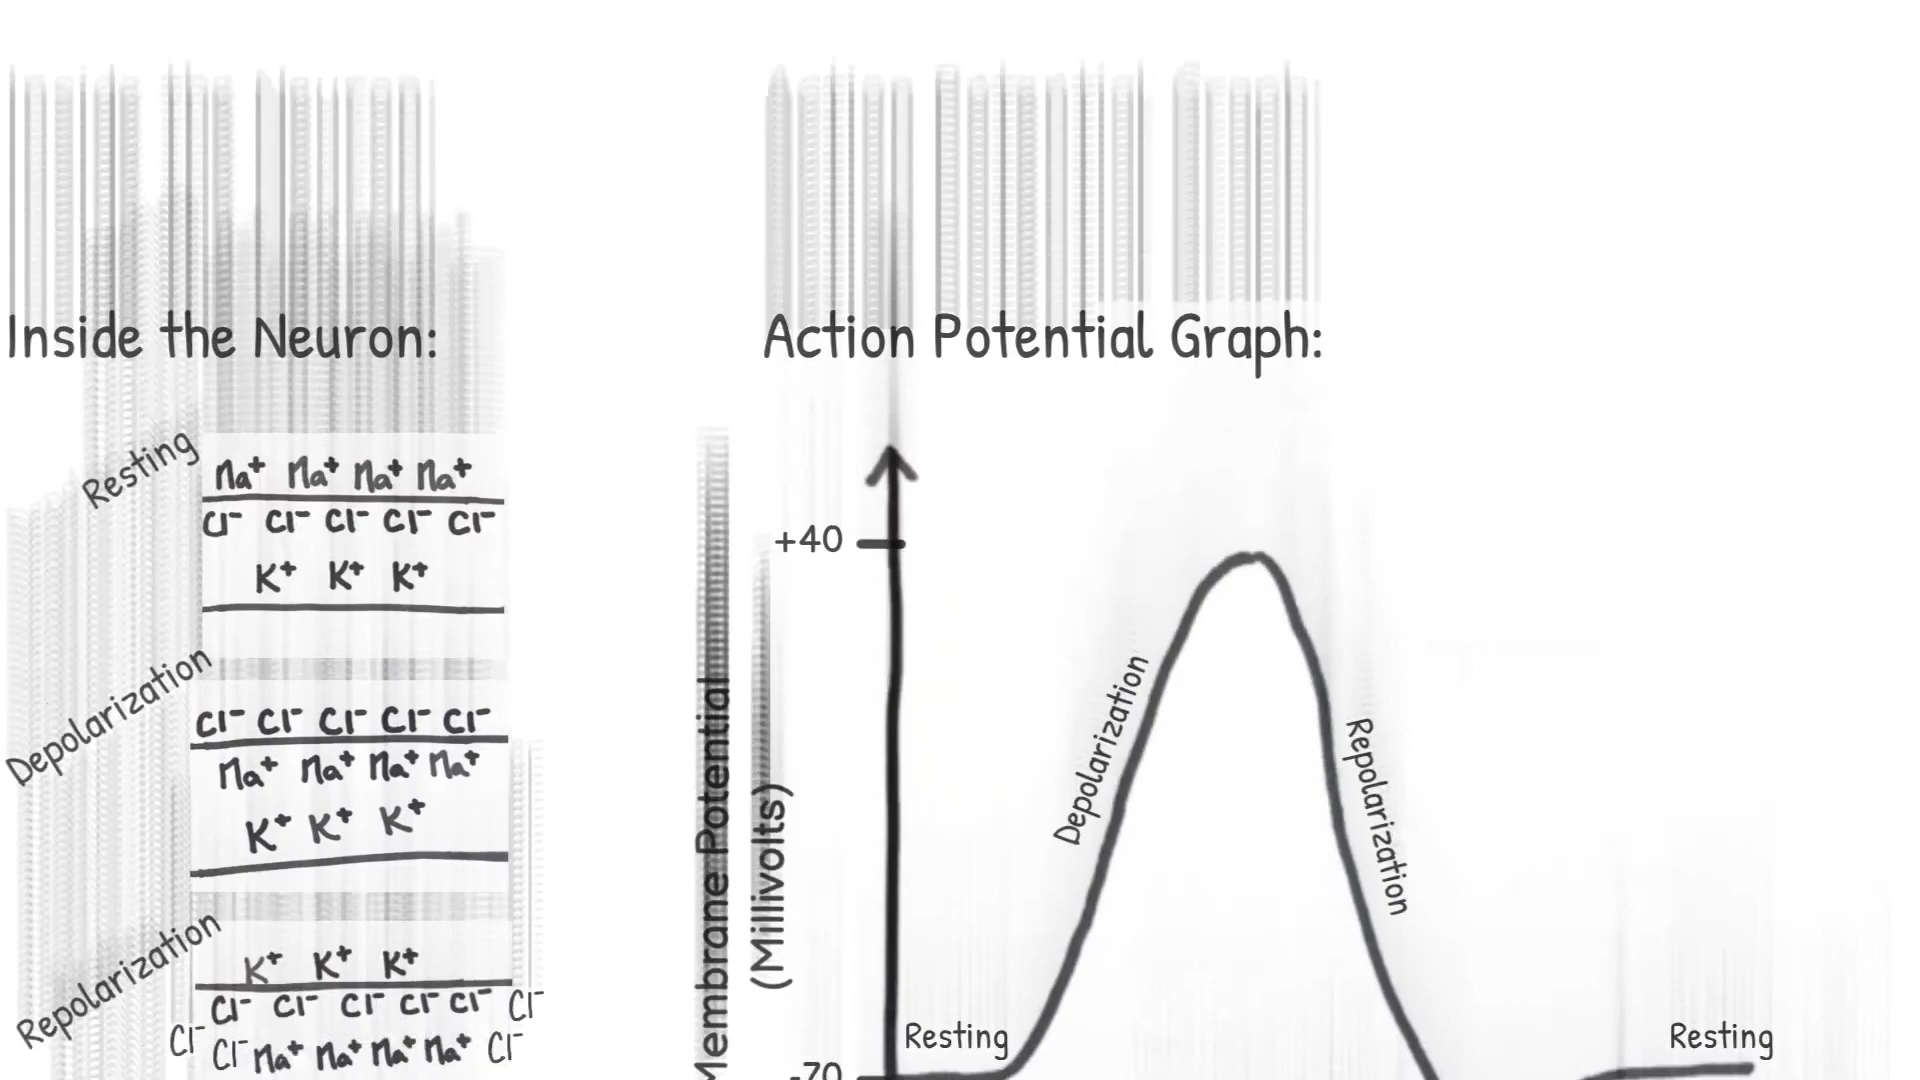 Inside the Neuron:
Resting
Na+ Na+ Na+ Na+
Cl- Cl- Cl- Cl- Cl-
K+ K+ K+
Depolarization
Cl- Cl- Cl- Cl- Cl-
Na+ Na+ Na+ Na+
K+ K+ K+
Repolarization
K+ K+ K+
Cl- Cl- Cl- Cl- Cl- Cl-
Cl- Cl- Na+ Na+ Na+ Na+ Cl-
Action Potential Graph:
Membrane Potential
(Millivolts)
+40
-70
Resting
Depolarization
Repolarization
Resting